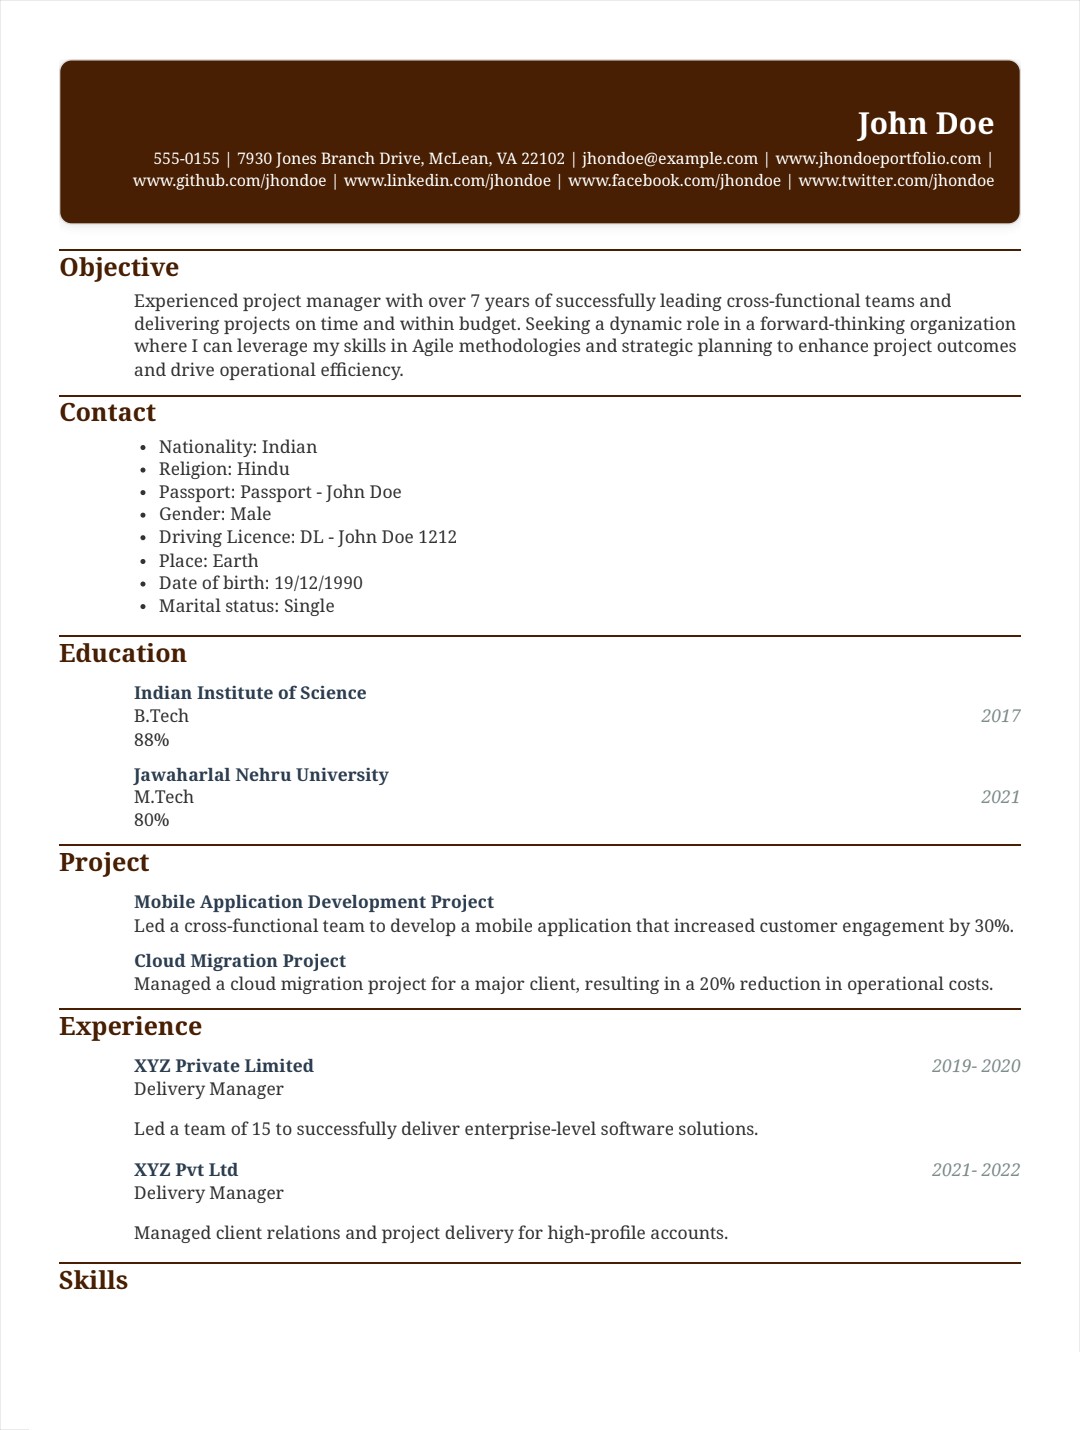 John Doe
555-0155 | 7930 Jones Branch Drive, McLean, VA 22102 | jhondoe@example.com | www.jhondoeportfolio.com |
www.github.com/jhondoe | www.linkedin.com/jhondoe | www.facebook.com/jhondoe | www.twitter.com/jhondoe
Objective
Experienced project manager with over 7 years of successfully leading cross-functional teams and
delivering projects on time and within budget. Seeking a dynamic role in a forward-thinking organization
where I can leverage my skills in Agile methodologies and strategic planning to enhance project outcomes
and drive operational efficiency.
Contact
• Nationality: Indian
• Religion: Hindu
• Passport: Passport - John Doe
• Gender: Male
• Driving Licence: DL - John Doe 1212
• Place: Earth
• Date of birth: 19/12/1990
• Marital status: Single
Education
Indian Institute of Science
B.Tech 2017
88%
Jawaharlal Nehru University
M.Tech 2021
80%
Project
Mobile Application Development Project
Led a cross-functional team to develop a mobile application that increased customer engagement by 30%.
Cloud Migration Project
Managed a cloud migration project for a major client, resulting in a 20% reduction in operational costs.
Experience
XYZ Private Limited 2019- 2020
Delivery Manager
Led a team of 15 to successfully deliver enterprise-level software solutions.
XYZ Pvt Ltd 2021- 2022
Delivery Manager
Managed client relations and project delivery for high-profile accounts.
Skills